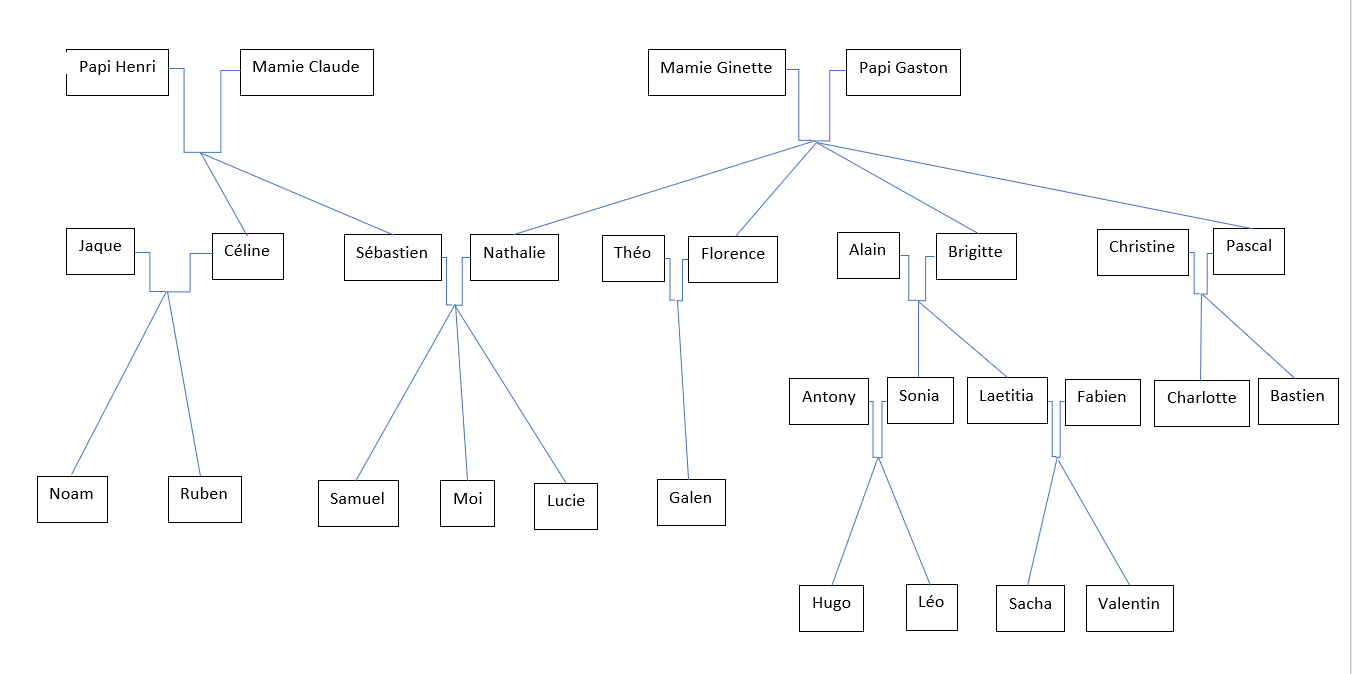 Papi Henri
Mamie Claude
Mamie Ginette
Papi Gaston
Jaque
Céline
Sébastien
Nathalie
Théo
Florence
Alain
Brigitte
Christine
Pascal
Antony
Sonia
Laetitia
Fabien
Charlotte
Bastien
Noam
Ruben
Samuel
Moi
Lucie
Galen
Hugo
Léo
Sacha
Valentin